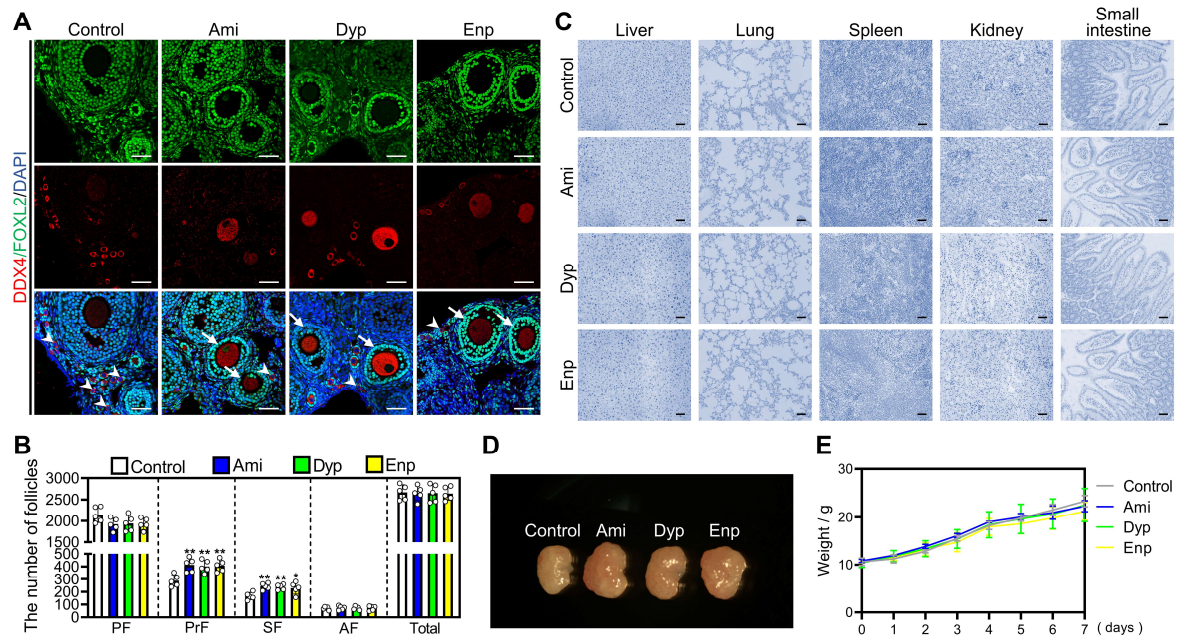 A
Control Ami Dyp Enp
DDX4/FOXL2/DAPI
B
Control Ami Dyp Enp
The number of follicles
3000
2500
2000
1500
500
400
300
200
100
0
** ** **
** ** *
PF PrF SF AF Total
C
Liver Lung Spleen Kidney Small
intestine
Control
Ami
Dyp
Enp
D
Control Ami Dyp Enp
E
Weight / g
30
20
10
0
0 1 2 3 4 5 6 7 ( days )
Control
Ami
Dyp
Enp